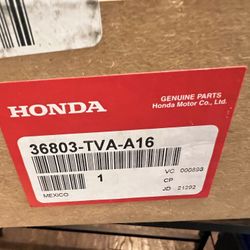 HONDA
GENUINE PARTS
Honda Motor Co., Ltd.
36803-TVA-A16
1
VC 000893
CP
JD 21292
MEXICO